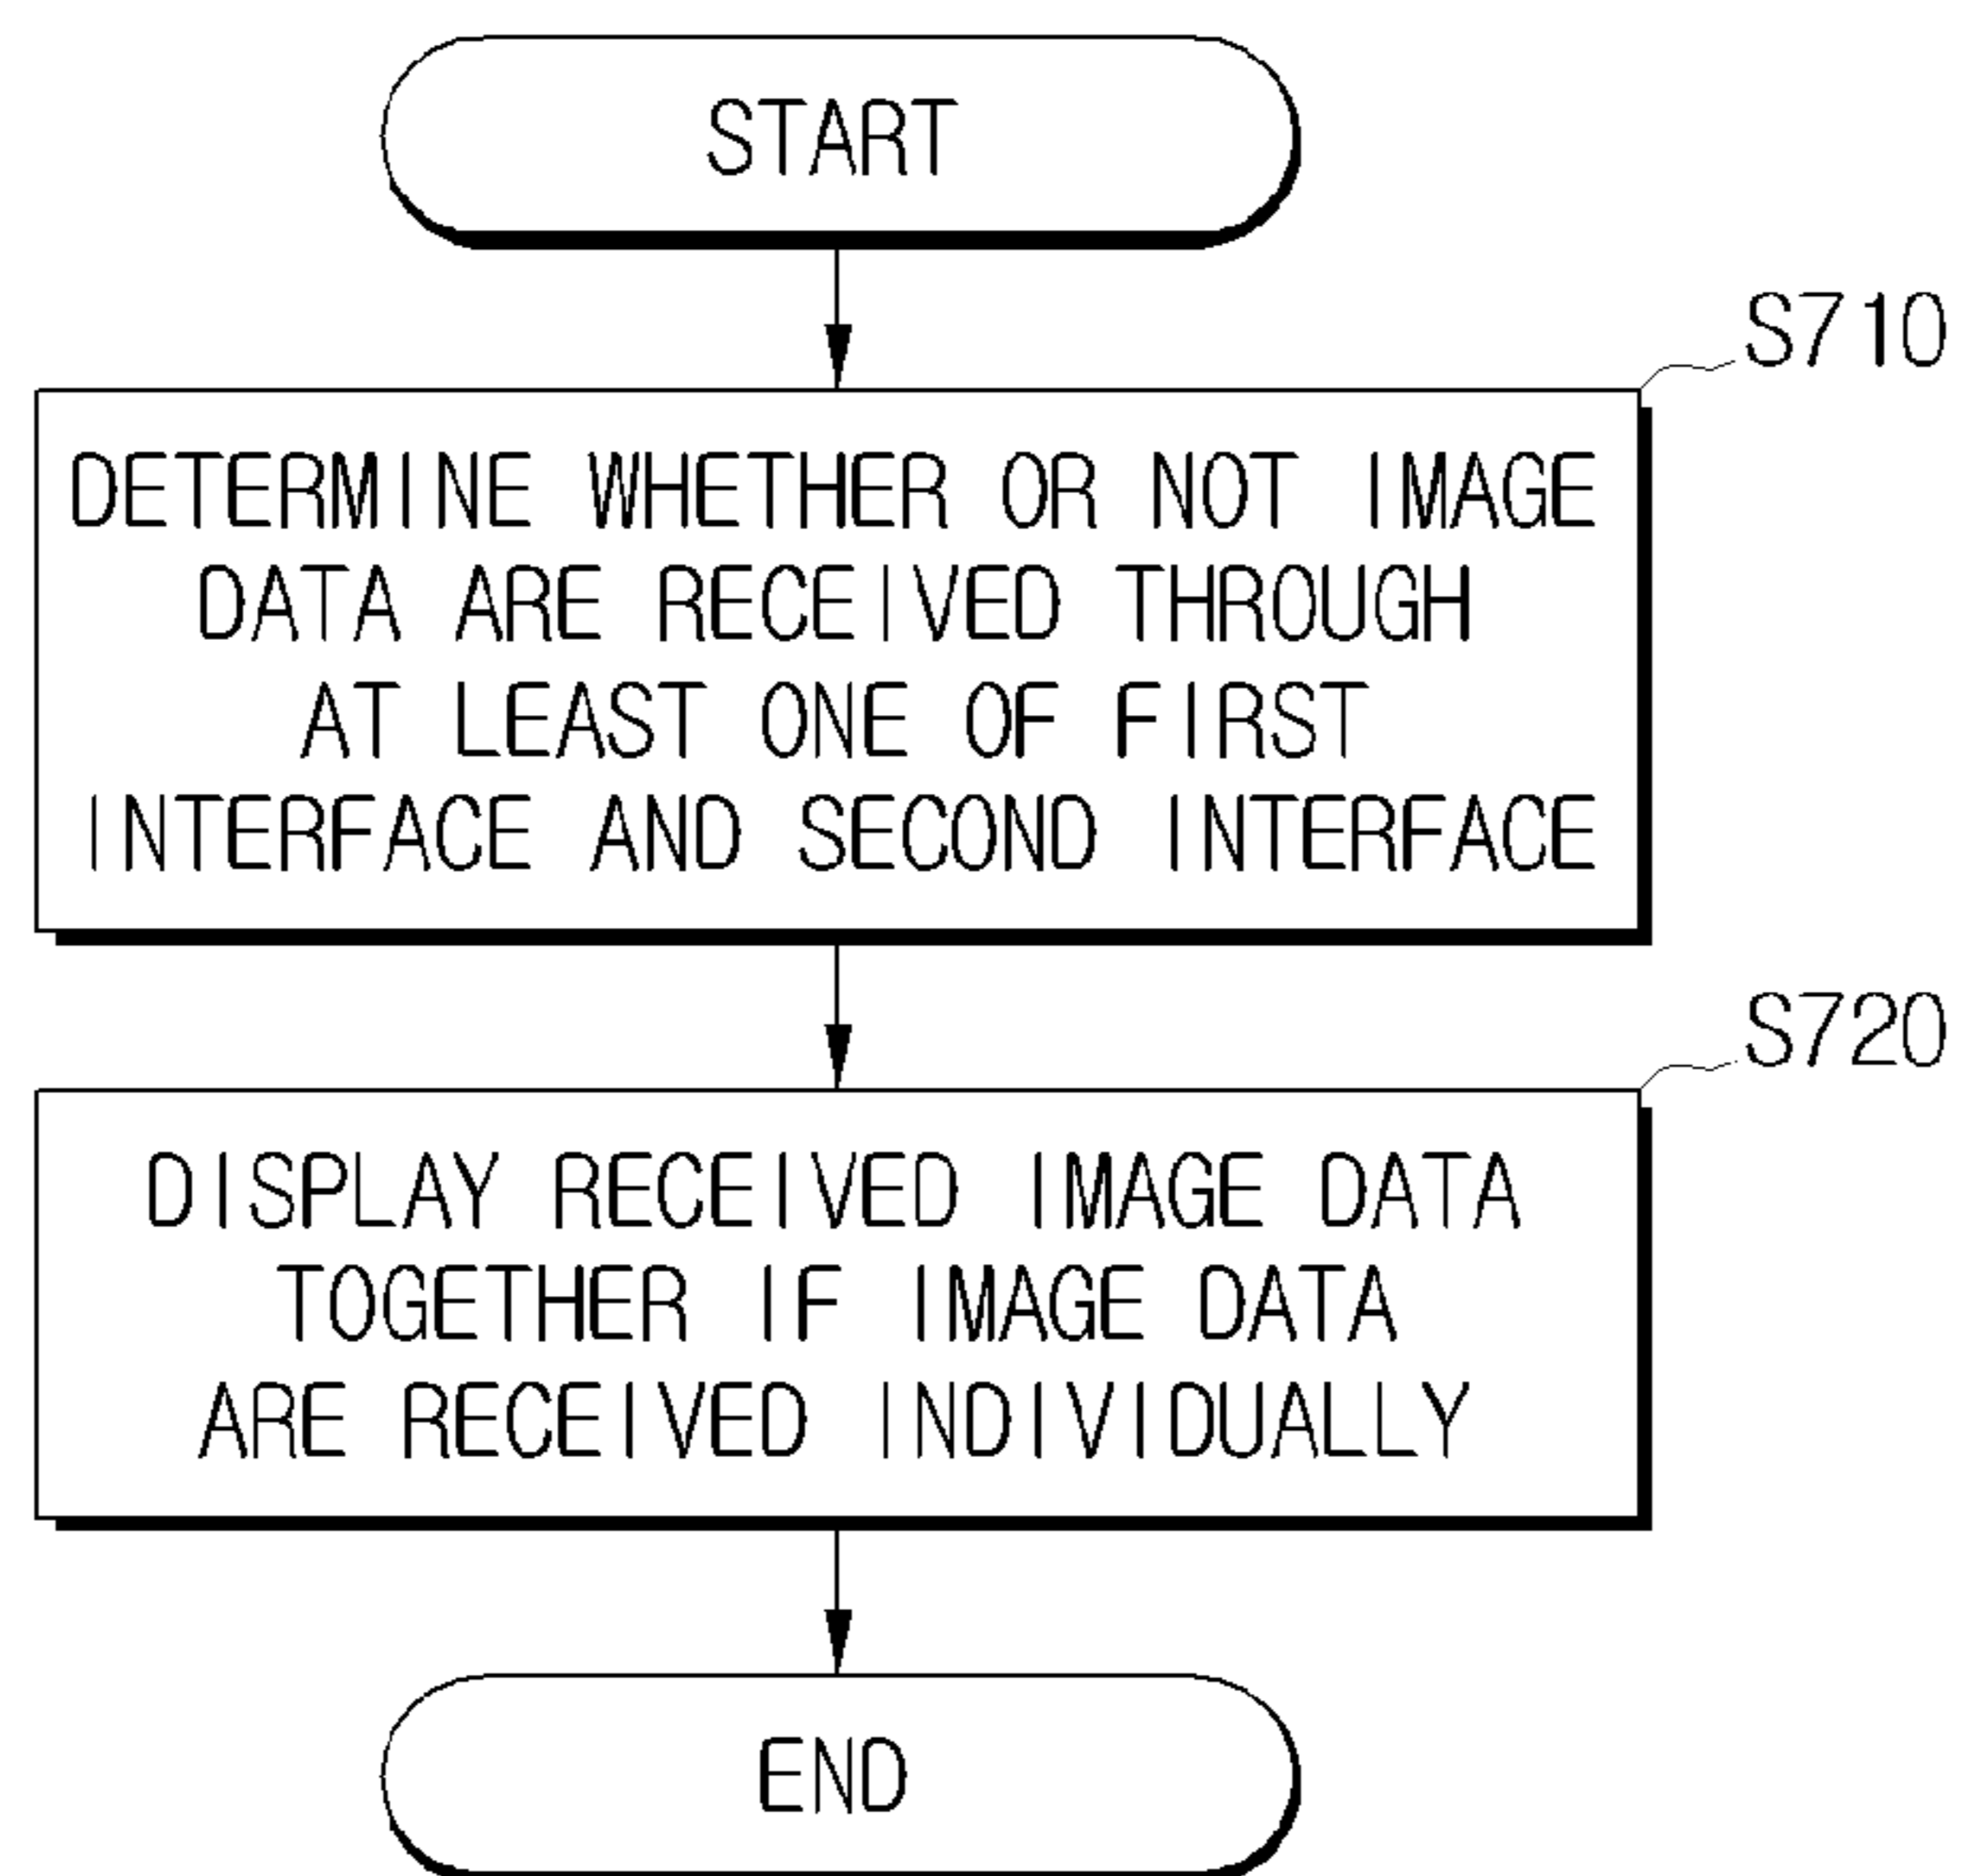 START
S710
DETERMINE WHETHER OR NOT IMAGE
DATA ARE RECEIVED THROUGH
AT LEAST ONE OF FIRST
INTERFACE AND SECOND INTERFACE
S720
DISPLAY RECEIVED IMAGE DATA
TOGETHER IF IMAGE DATA
ARE RECEIVED INDIVIDUALLY
END